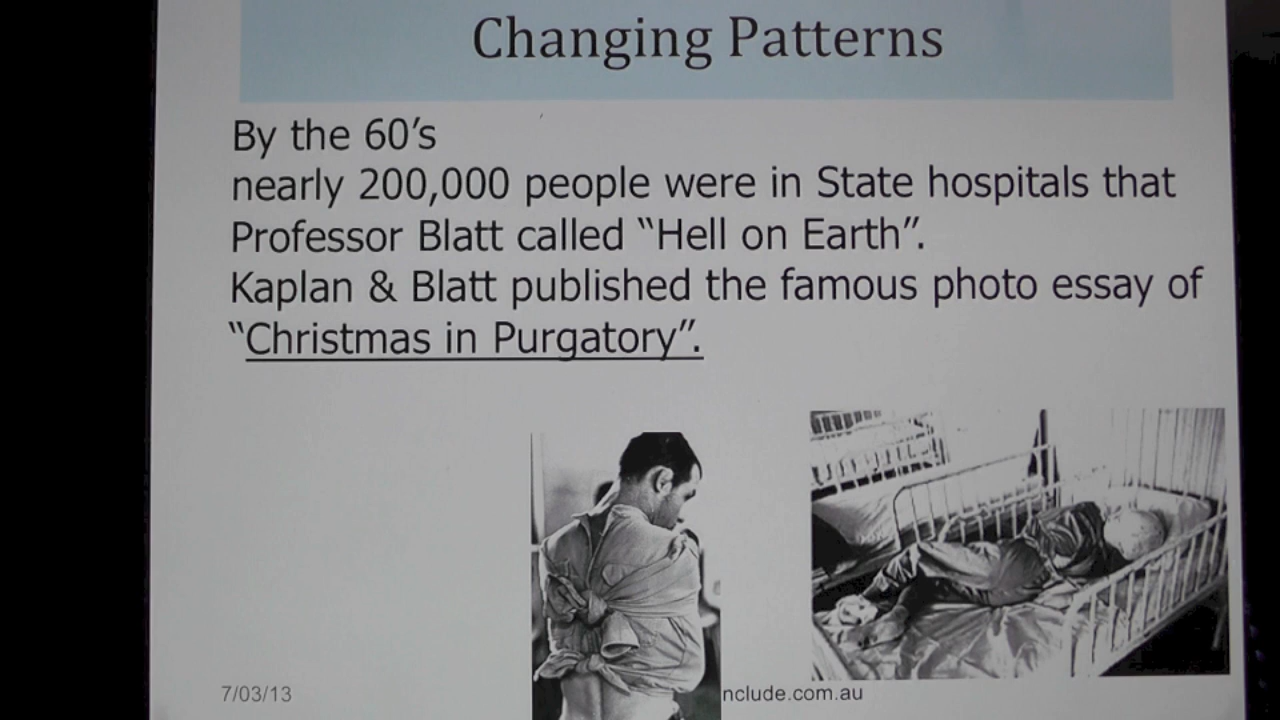 Changing Patterns
By the 60's
nearly 200,000 people were in State hospitals that
Professor Blatt called “Hell on Earth”.
Kaplan & Blatt published the famous photo essay of
“Christmas in Purgatory”.
7/03/13
nclude.com.au